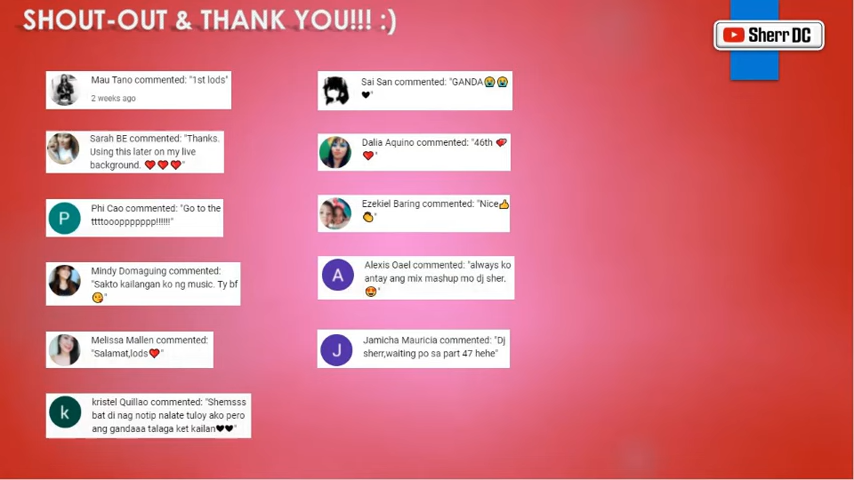 SHOUT-OUT & THANK YOU!!! :)
Sherr DC
Mau Tano commented: "1st lods"
2 weeks ago
Sarah BE commented: "Thanks.
Using this later on my live
background. ❤️❤️❤️"
P
Phi Cao commented: "Go to the
ttttoooppppppp!!!!!!!"
Mindy Domaguing commented:
"Sakto kailangan ko ng music. Ty bf
😘"
Melissa Mallen commented:
"Salamat,lods❤️"
k
kristel Quillao commented: "Shemsss
bat di nag notip nalate tuloy ako pero
ang gandaaa talaga ket kailan🖤🖤"
Sai San commented: "GANDA😭😭
🖤"
Dalia Aquino commented: "46th 💝
❤️"
Ezekiel Baring commented: "Nice👍
👏"
A
Alexis Oael commented: "always ko
antay ang mix mashup mo dj sher.
😍"
J
Jamicha Mauricia commented: "Dj
sherr,waiting po sa part 47 hehe"